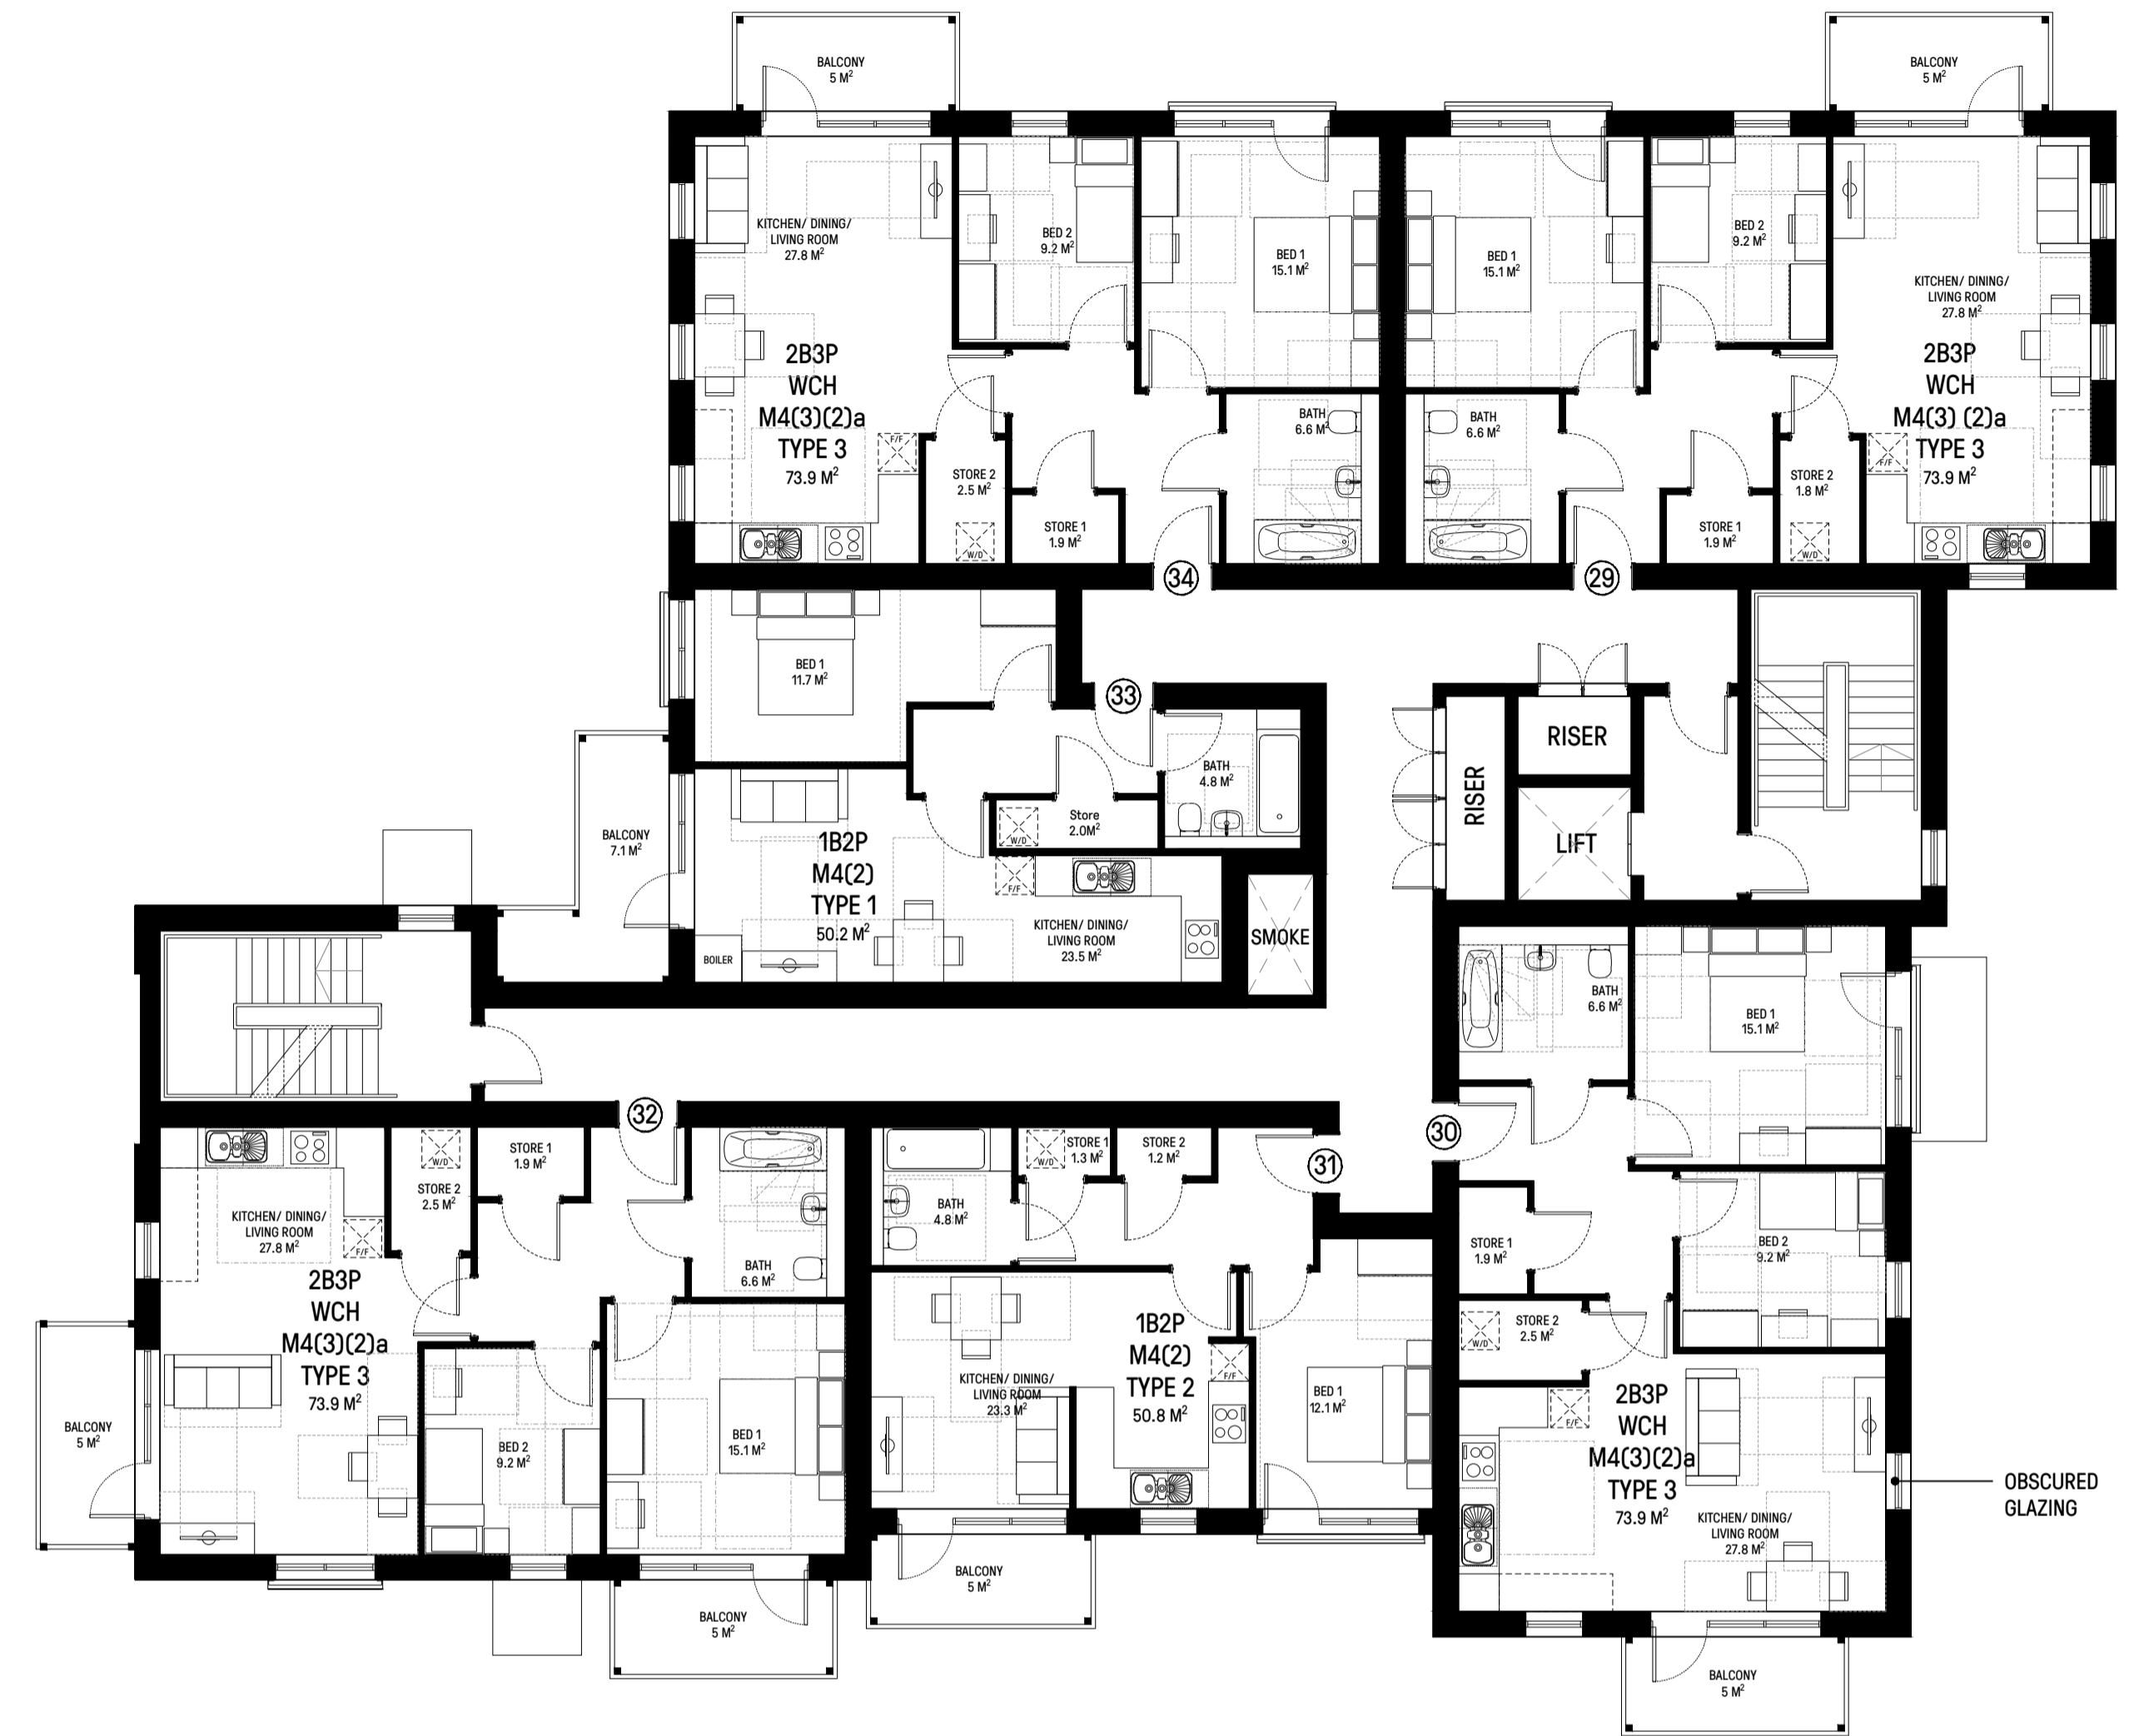 BALCONY
5 M²
BALCONY
5 M²
KITCHEN/ DINING/
LIVING ROOM
27.8 M²
2B3P
WCH
M4(3)(2)a
TYPE 3
73.9 M²
F/F
BED 2
9.2 M²
BED 1
15.1 M²
BATH
6.6 M²
STORE 2
2.5 M²
W/D
STORE 1
1.9 M²
34
BED 1
15.1 M²
BED 2
9.2 M²
KITCHEN/ DINING/
LIVING ROOM
27.8 M²
2B3P
WCH
M4(3) (2)a
TYPE 3
73.9 M²
F/F
BATH
6.6 M²
STORE 2
1.8 M²
W/D
STORE 1
1.9 M²
29
BED 1
11.7 M²
33
BATH
4.8 M²
Store
2.0M²
W/D
F/F
BALCONY
7.1 M²
1B2P
M4(2)
TYPE 1
50.2 M²
BOILER
KITCHEN/ DINING/
LIVING ROOM
23.5 M²
SMOKE
RISER
RISER
LIFT
BATH
6.6 M²
BED 1
15.1 M²
30
STORE 1
1.9 M²
BED 2
9.2 M²
STORE 2
2.5 M²
W/D
F/F
2B3P
WCH
M4(3)(2)a
TYPE 3
73.9 M²
KITCHEN/ DINING/
LIVING ROOM
27.8 M²
OBSCURED
GLAZING
BALCONY
5 M²
32
STORE 1
1.9 M²
W/D
STORE 2
2.5 M²
KITCHEN/ DINING/
LIVING ROOM
27.8 M²
F/F
2B3P
WCH
M4(3)(2)a
TYPE 3
73.9 M²
BATH
6.6 M²
BALCONY
5 M²
BED 2
9.2 M²
BED 1
15.1 M²
BALCONY
5 M²
31
W/D
STORE 1
1.3 M²
STORE 2
1.2 M²
BATH
4.8 M²
1B2P
M4(2)
TYPE 2
50.8 M²
F/F
KITCHEN/ DINING/
LIVING ROOM
23.3 M²
BED 1
12.1 M²
BALCONY
5 M²